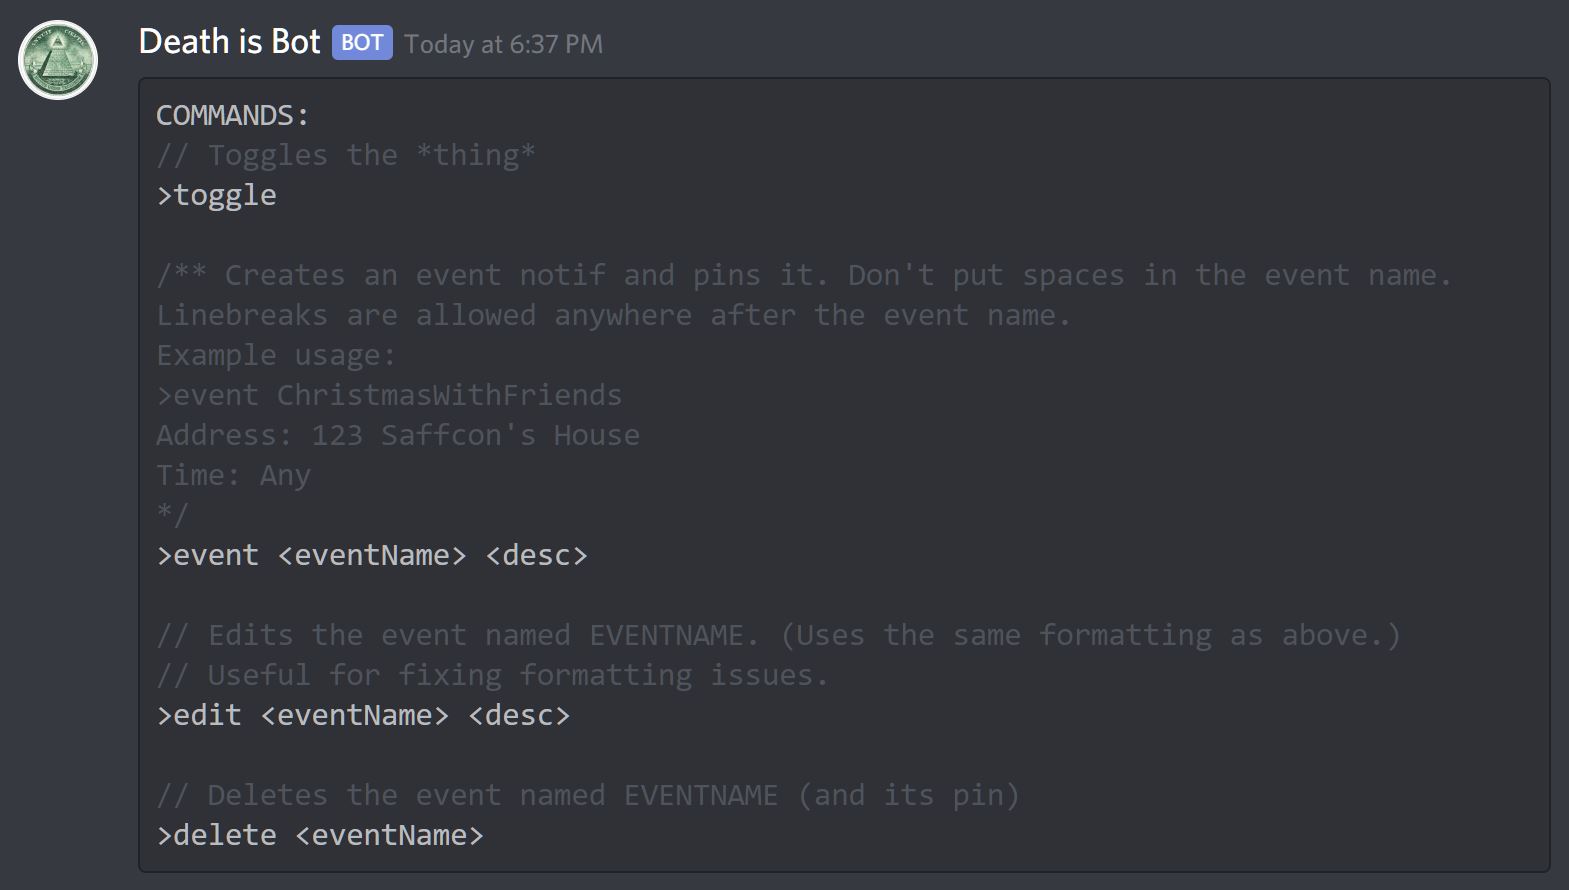 Death is Bot BOT Today at 6:37 PM
COMMANDS:
// Toggles the *thing*
>toggle
/** Creates an event notif and pins it. Don't put spaces in the event name.
Linebreaks are allowed anywhere after the event name.
Example usage:
>event ChristmasWithFriends
Address: 123 Saffcon's House
Time: Any
*/
>event <eventName> <desc>
// Edits the event named EVENTNAME. (Uses the same formatting as above.)
// Useful for fixing formatting issues.
>edit <eventName> <desc>
// Deletes the event named EVENTNAME (and its pin)
>delete <eventName>